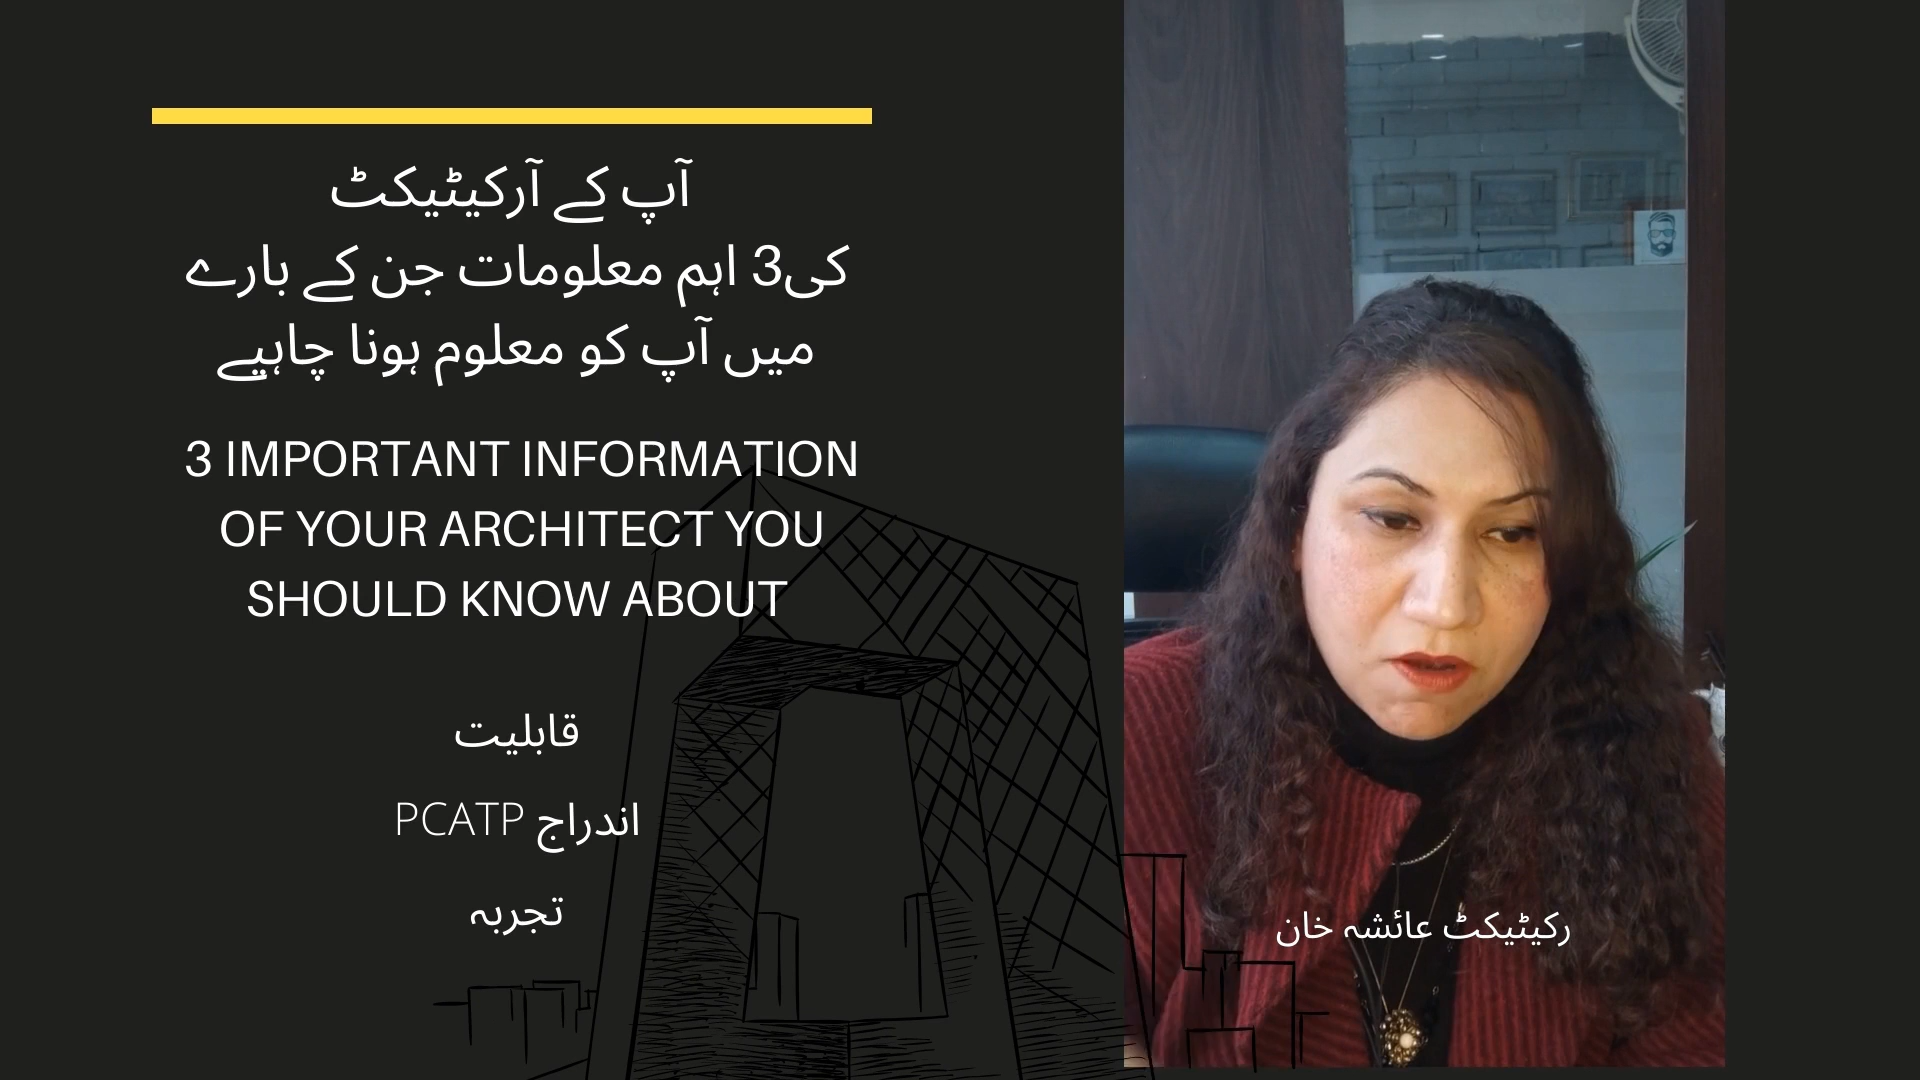 آپ کے آرکیٹیکٹ
کی3 اہم معلومات جن کے بارے
میں آپ کو معلوم ہونا چاہیے
3 IMPORTANT INFORMATION
OF YOUR ARCHITECT YOU
SHOULD KNOW ABOUT
قابلیت
اندراج PCATP
تجربہ
رکیٹیکٹ عائشہ خان